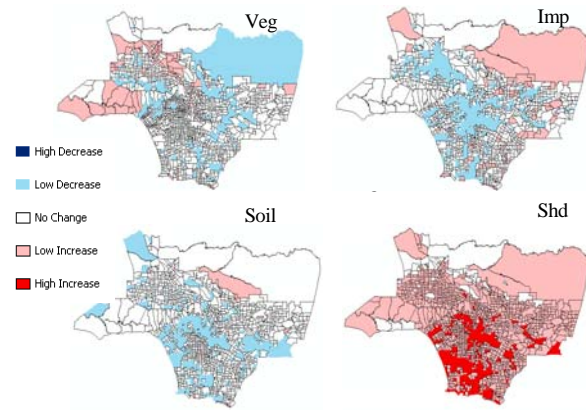 Veg
Imp
High Decrease
Low Decrease
No Change
Low Increase
High Increase
Soil
Shd